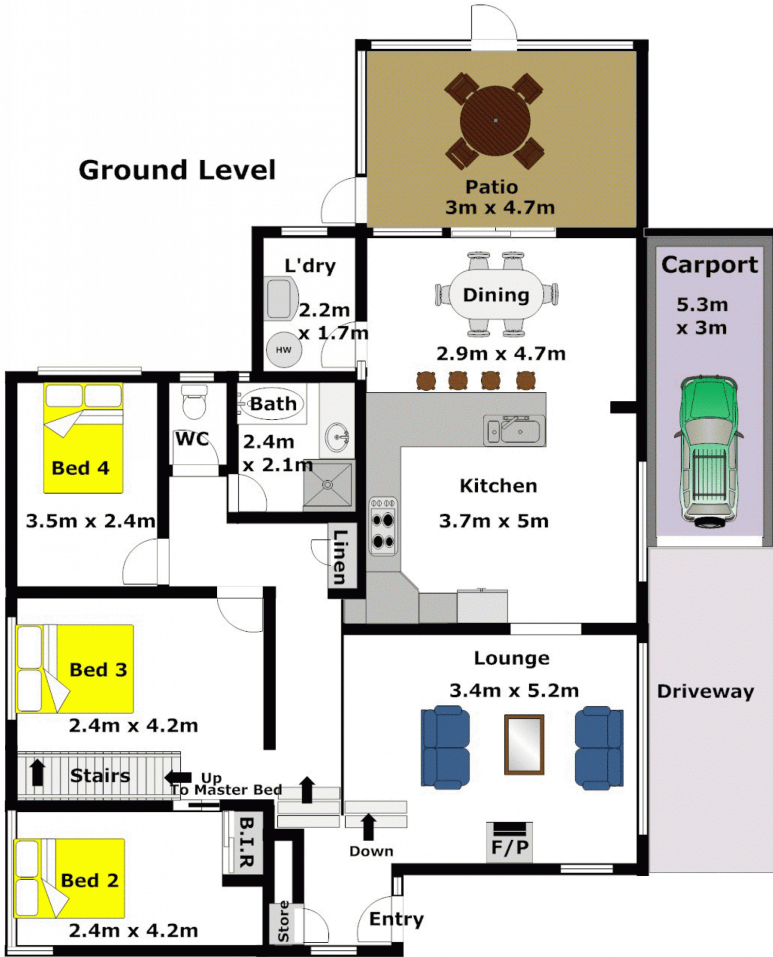 Ground Level
Patio
3m x 4.7m
L'dry
2.2m
x 1.7m
HW
Dining
2.9m x 4.7m
Carport
5.3m
x 3m
Bed 4
3.5m x 2.4m
WC
Bath
2.4m
x 2.1m
Kitchen
3.7m x 5m
Linen
Bed 3
2.4m x 4.2m
Lounge
3.4m x 5.2m
Driveway
Stairs
Up
To Master Bed
B.I.R
Down
F/P
Bed 2
2.4m x 4.2m
Store
Entry